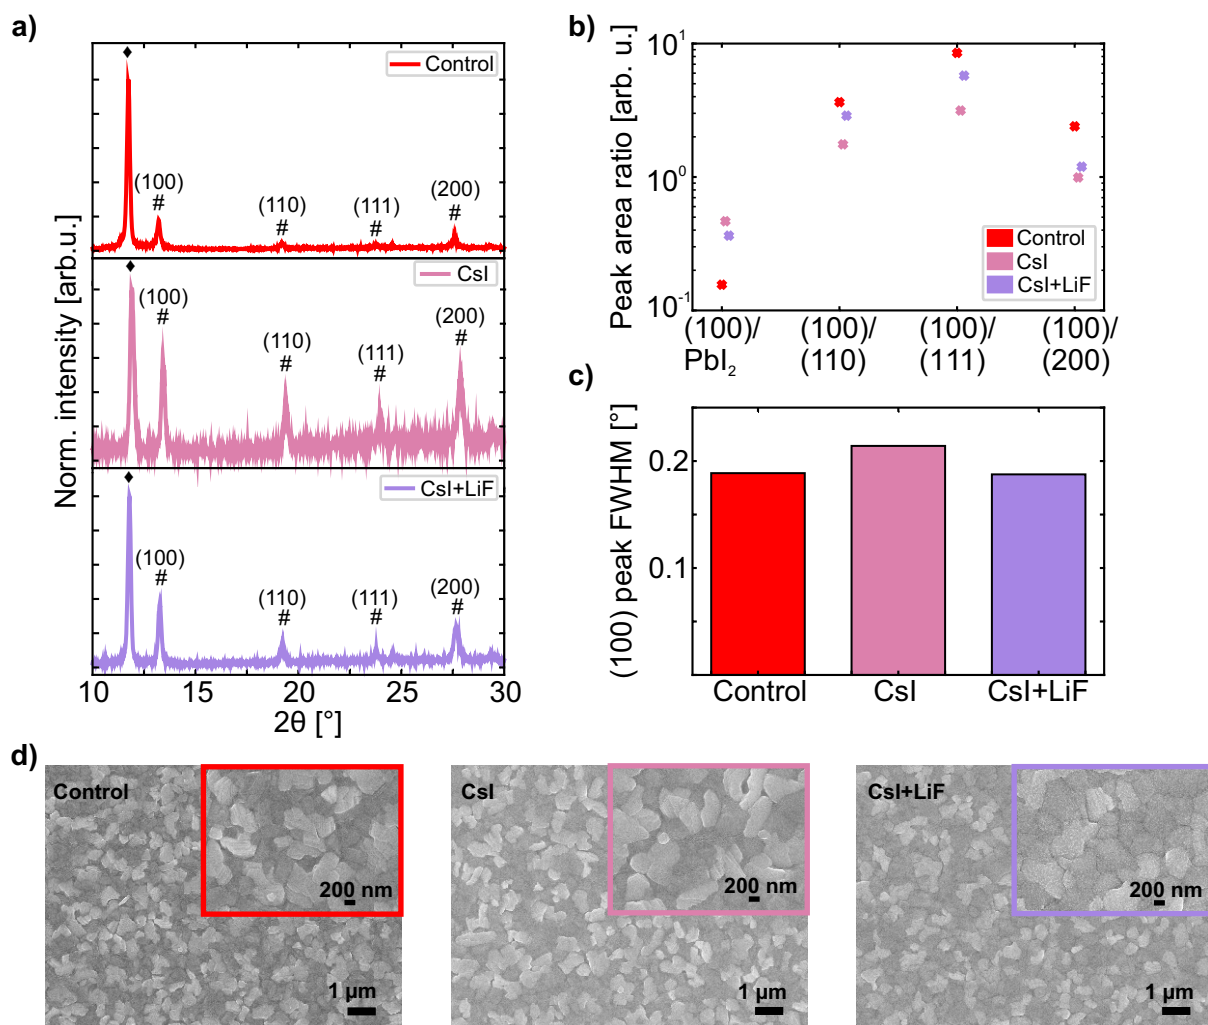 a)
Norm. intensity [arb.u.]
♦
Control
(100)
#
(110)
#
(111)
#
(200)
#
♦
CsI
(100)
#
(110)
#
(111)
#
(200)
#
♦
CsI+LiF
(100)
#
(110)
#
(111)
#
(200)
#
10 15 20 25 30
2θ [°]
b)
Peak area ratio [arb. u.]
10¹
10⁰
10⁻¹
Control
CsI
CsI+LiF
(100)/ (100)/ (100)/ (100)/
PbI₂ (110) (111) (200)
c)
(100) peak FWHM [°]
0.2
0.1
Control CsI CsI+LiF
d)
Control
200 nm
1 µm
CsI
200 nm
1 µm
CsI+LiF
200 nm
1 µm